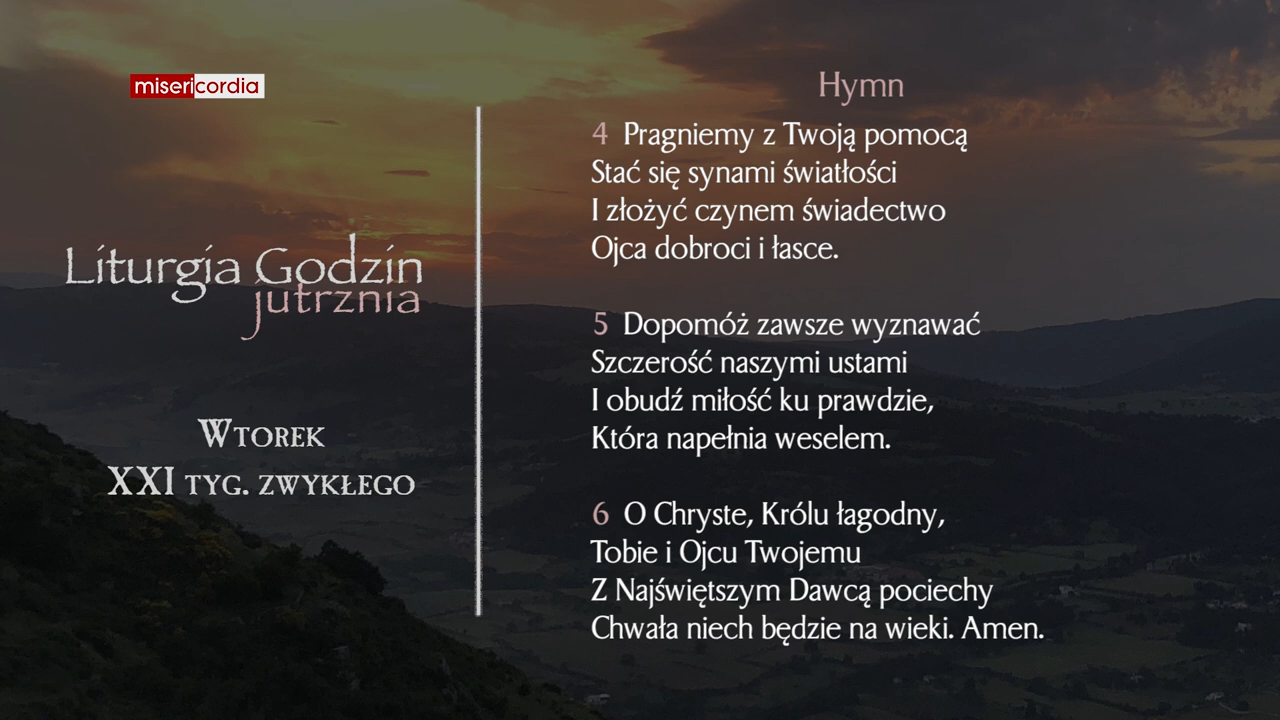 misericordia
Liturgia Godzin
jutrznia
Wtorek
XXI tyg. zwykłego
Hymn
4 Pragniemy z Twoją pomocą
Stać się synami światłości
I złożyć czynem świadectwo
Ojca dobroci i łasce.
5 Dopomóż zawsze wyznawać
Szczerość naszymi ustami
I obudź miłość ku prawdzie,
Która napełnia weselem.
6 O Chryste, Królu łagodny,
Tobie i Ojcu Twojemu
Z Najświętszym Dawcą pociechy
Chwała niech będzie na wieki. Amen.